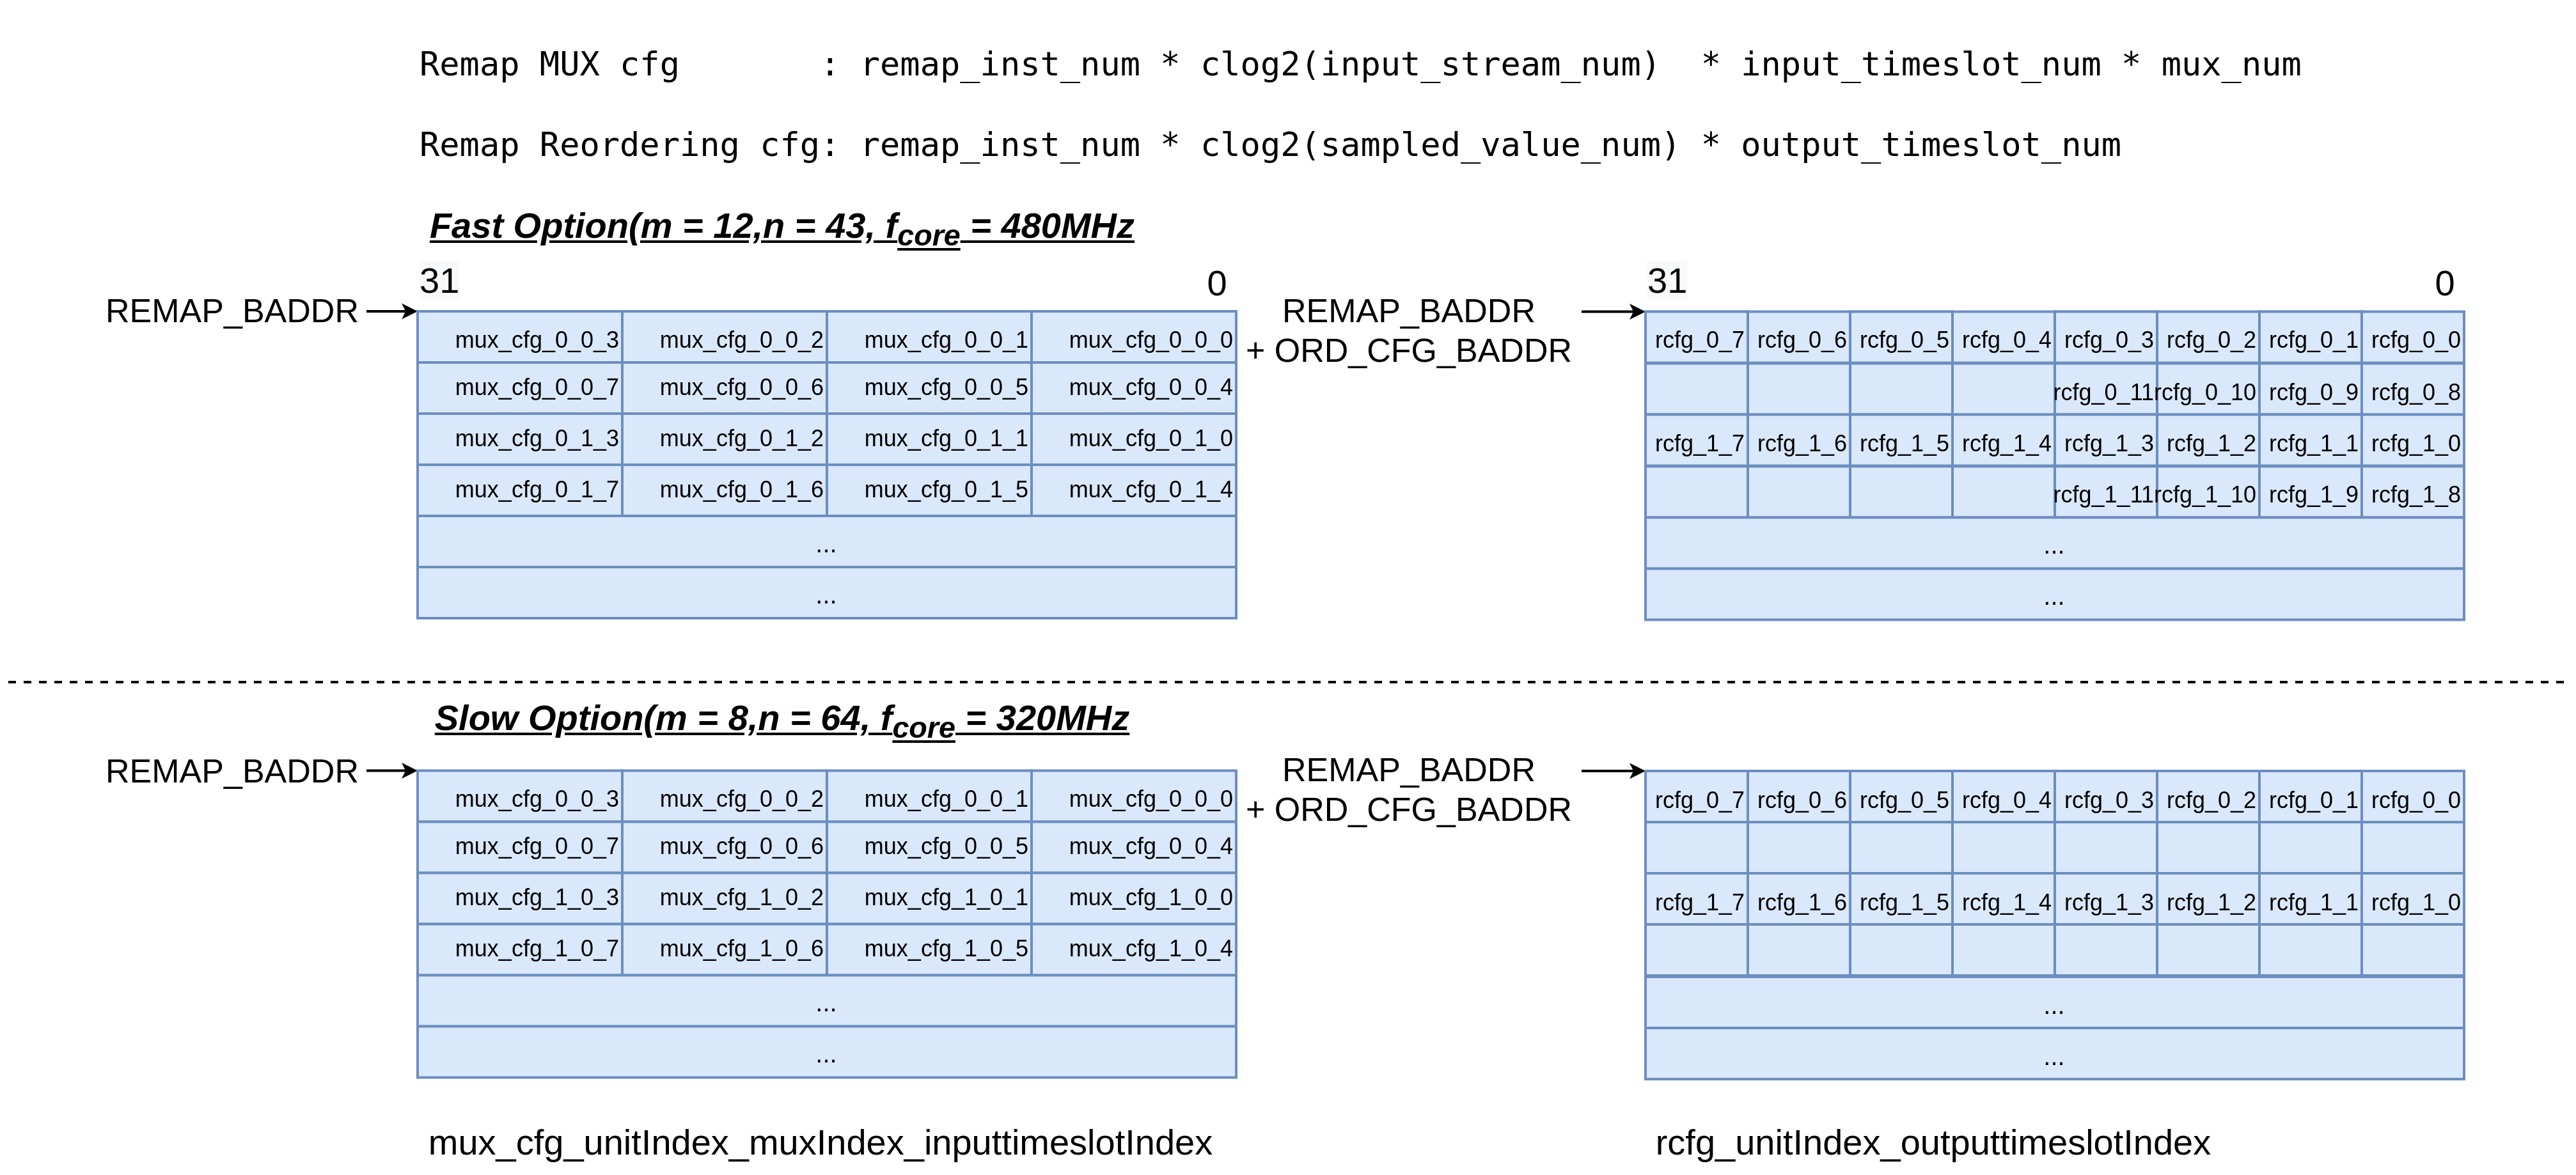 Remap MUX cfg       : remap_inst_num * clog2(input_stream_num)  * input_timeslot_num * mux_num
Remap Reordering cfg: remap_inst_num * clog2(sampled_value_num) * output_timeslot_num
Fast Option(m = 12,n = 43, fcore = 480MHz
31 0 31 0
REMAP_BADDR
mux_cfg_0_0_3 mux_cfg_0_0_2 mux_cfg_0_0_1 mux_cfg_0_0_0
mux_cfg_0_0_7 mux_cfg_0_0_6 mux_cfg_0_0_5 mux_cfg_0_0_4
mux_cfg_0_1_3 mux_cfg_0_1_2 mux_cfg_0_1_1 mux_cfg_0_1_0
mux_cfg_0_1_7 mux_cfg_0_1_6 mux_cfg_0_1_5 mux_cfg_0_1_4
...
...
REMAP_BADDR
+ ORD_CFG_BADDR
rcfg_0_7 rcfg_0_6 rcfg_0_5 rcfg_0_4 rcfg_0_3 rcfg_0_2 rcfg_0_1 rcfg_0_0
rcfg_0_11 rcfg_0_10 rcfg_0_9 rcfg_0_8
rcfg_1_7 rcfg_1_6 rcfg_1_5 rcfg_1_4 rcfg_1_3 rcfg_1_2 rcfg_1_1 rcfg_1_0
rcfg_1_11 rcfg_1_10 rcfg_1_9 rcfg_1_8
...
...
Slow Option(m = 8,n = 64, fcore = 320MHz
REMAP_BADDR
mux_cfg_0_0_3 mux_cfg_0_0_2 mux_cfg_0_0_1 mux_cfg_0_0_0
mux_cfg_0_0_7 mux_cfg_0_0_6 mux_cfg_0_0_5 mux_cfg_0_0_4
mux_cfg_1_0_3 mux_cfg_1_0_2 mux_cfg_1_0_1 mux_cfg_1_0_0
mux_cfg_1_0_7 mux_cfg_1_0_6 mux_cfg_1_0_5 mux_cfg_1_0_4
...
...
REMAP_BADDR
+ ORD_CFG_BADDR
rcfg_0_7 rcfg_0_6 rcfg_0_5 rcfg_0_4 rcfg_0_3 rcfg_0_2 rcfg_0_1 rcfg_0_0
rcfg_1_7 rcfg_1_6 rcfg_1_5 rcfg_1_4 rcfg_1_3 rcfg_1_2 rcfg_1_1 rcfg_1_0
...
...
mux_cfg_unitIndex_muxIndex_inputtimeslotIndex
rcfg_unitIndex_outputtimeslotIndex